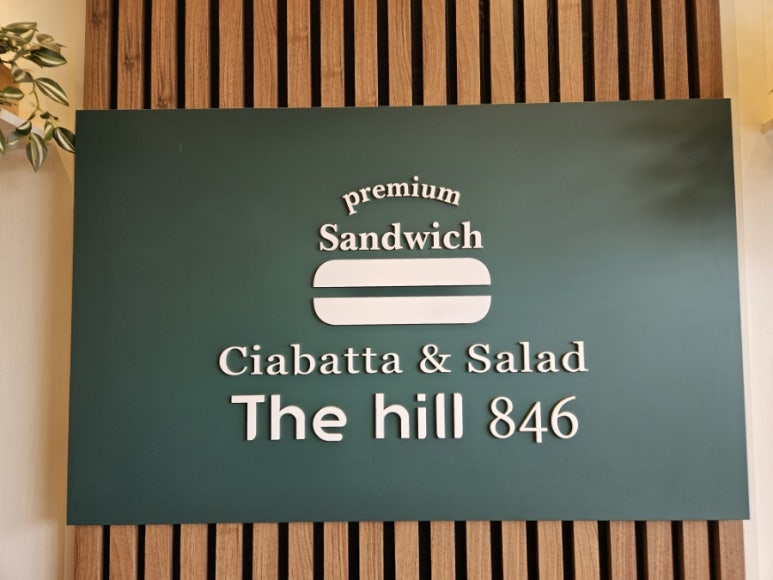 premium
Sandwich
Ciabatta & Salad
The hill 846